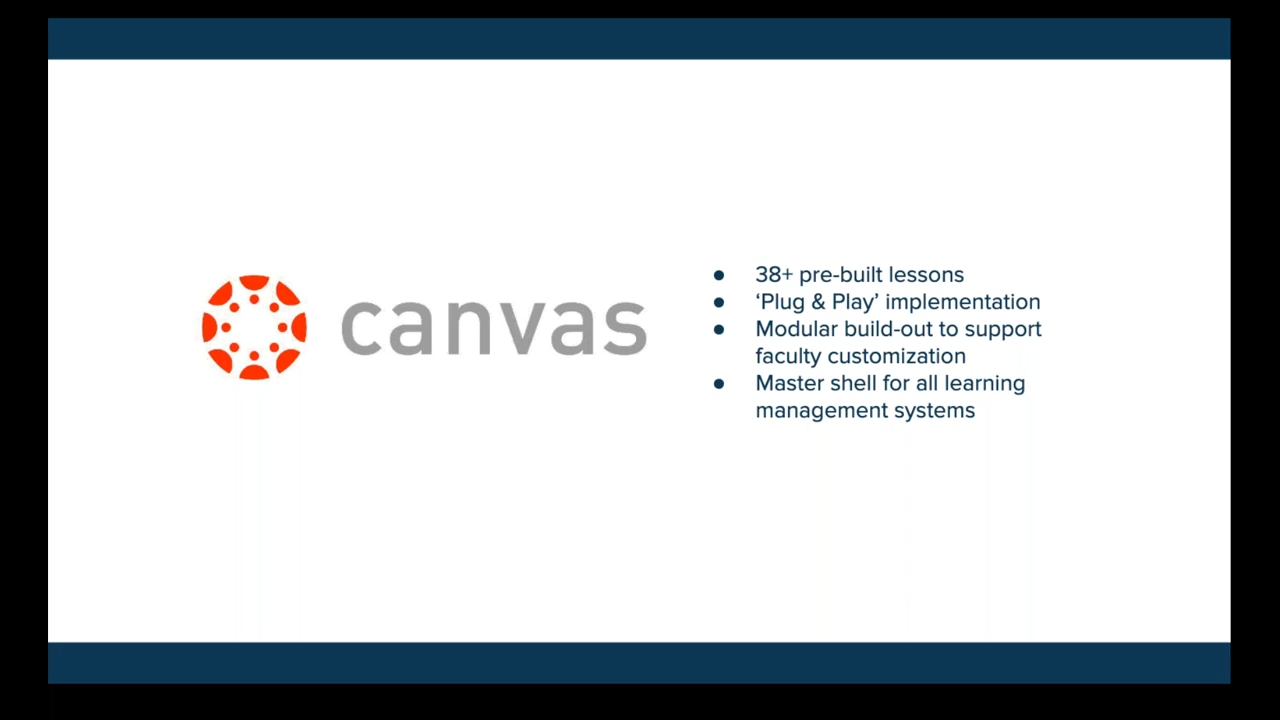 canvas
● 38+ pre-built lessons
● ‘Plug & Play’ implementation
● Modular build-out to support
faculty customization
● Master shell for all learning
management systems